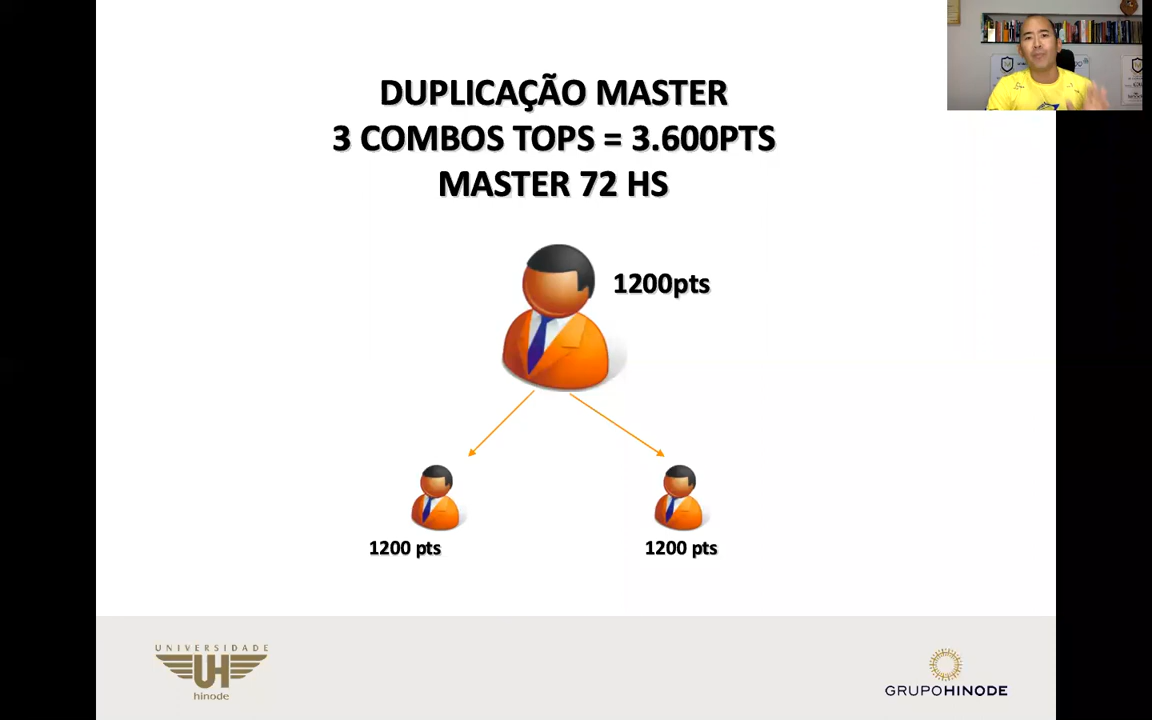 DUPLICAÇÃO MASTER
3 COMBOS TOPS = 3.600PTS
MASTER 72 HS
1200pts
1200 pts
1200 pts
UNIVERSIDADE
UH
hinode
GRUPOHINODE